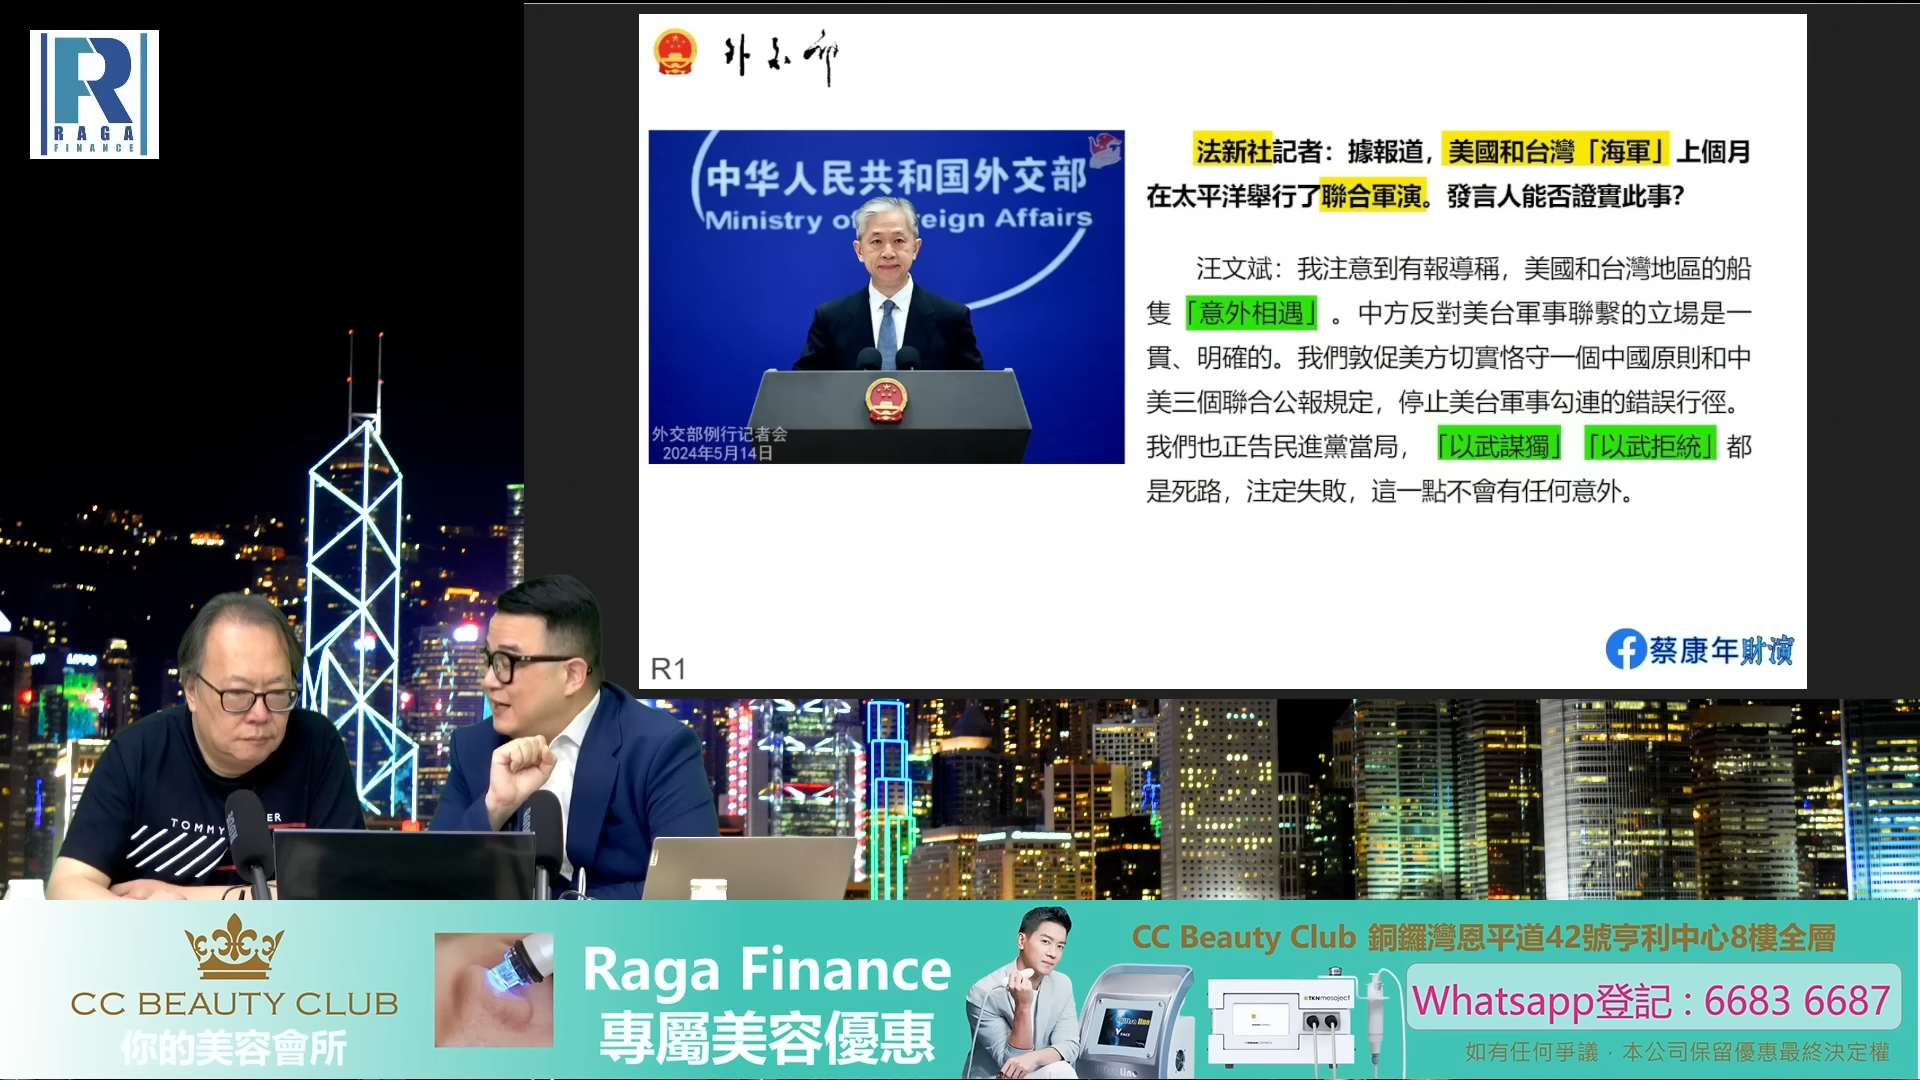 RAGA
FINANCE
外交部
中华人民共和国外交部
Ministry of Foreign Affairs
外交部例行记者会
2024年5月14日
法新社記者：據報道，美國和台灣「海軍」上個月
在太平洋舉行了聯合軍演。發言人能否證實此事？
汪文斌：我注意到有報導稱，美國和台灣地區的船
隻「意外相遇」。中方反對美台軍事聯繫的立場是一
貫、明確的。我們敦促美方切實恪守一個中國原則和中
美三個聯合公報規定，停止美台軍事勾連的錯誤行徑。
我們也正告民進黨當局，「以武謀獨」「以武拒統」都
是死路，注定失敗，這一點不會有任何意外。
R1
蔡康年財演
LIPPO
TOMMY ER
CC BEAUTY CLUB
你的美容會所
Raga Finance
專屬美容優惠
CC Beauty Club 銅鑼灣恩平道42號亨利中心8樓全層
TKNmesoject
Whatsapp登記 : 6683 6687
如有任何爭議．本公司保留優惠最終決定權